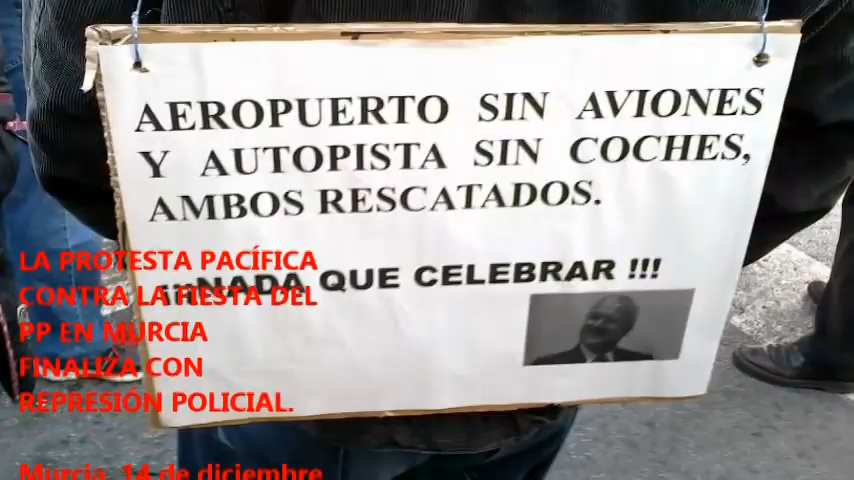 AEROPUERTO SIN AVIONES
Y AUTOPISTA SIN COCHES,
AMBOS RESCATADOS.
¡¡¡NADA QUE CELEBRAR !!!
LA PROTESTA PACÍFICA
CONTRA LA FIESTA DEL
PP EN MURCIA
FINALIZA CON
REPRESIÓN POLICIAL.
Murcia, 14 de diciembre